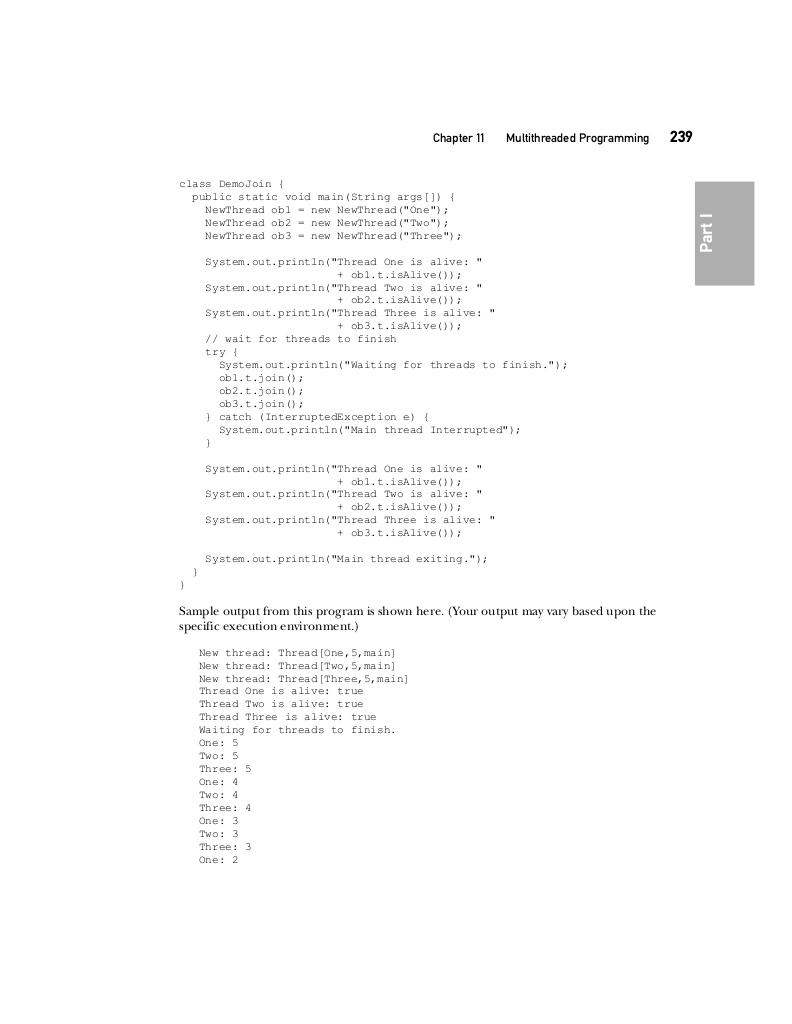 Chapter 11 Multithreaded Programming 239
Part I
class DemoJoin {
  public static void main(String args[]) {
    NewThread ob1 = new NewThread("One");
    NewThread ob2 = new NewThread("Two");
    NewThread ob3 = new NewThread("Three");

    System.out.println("Thread One is alive: "
                        + ob1.t.isAlive());
    System.out.println("Thread Two is alive: "
                        + ob2.t.isAlive());
    System.out.println("Thread Three is alive: "
                        + ob3.t.isAlive());
    // wait for threads to finish
    try {
      System.out.println("Waiting for threads to finish.");
      ob1.t.join();
      ob2.t.join();
      ob3.t.join();
    } catch (InterruptedException e) {
      System.out.println("Main thread Interrupted");
    }

    System.out.println("Thread One is alive: "
                        + ob1.t.isAlive());
    System.out.println("Thread Two is alive: "
                        + ob2.t.isAlive());
    System.out.println("Thread Three is alive: "
                        + ob3.t.isAlive());

    System.out.println("Main thread exiting.");
  }
}
Sample output from this program is shown here. (Your output may vary based upon the
specific execution environment.)
New thread: Thread[One,5,main]
New thread: Thread[Two,5,main]
New thread: Thread[Three,5,main]
Thread One is alive: true
Thread Two is alive: true
Thread Three is alive: true
Waiting for threads to finish.
One: 5
Two: 5
Three: 5
One: 4
Two: 4
Three: 4
One: 3
Two: 3
Three: 3
One: 2